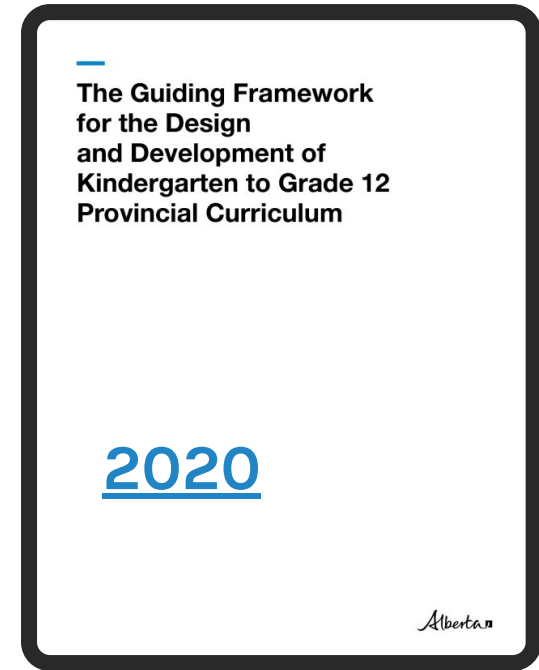 The Guiding Framework
for the Design
and Development of
Kindergarten to Grade 12
Provincial Curriculum
2020
Alberta